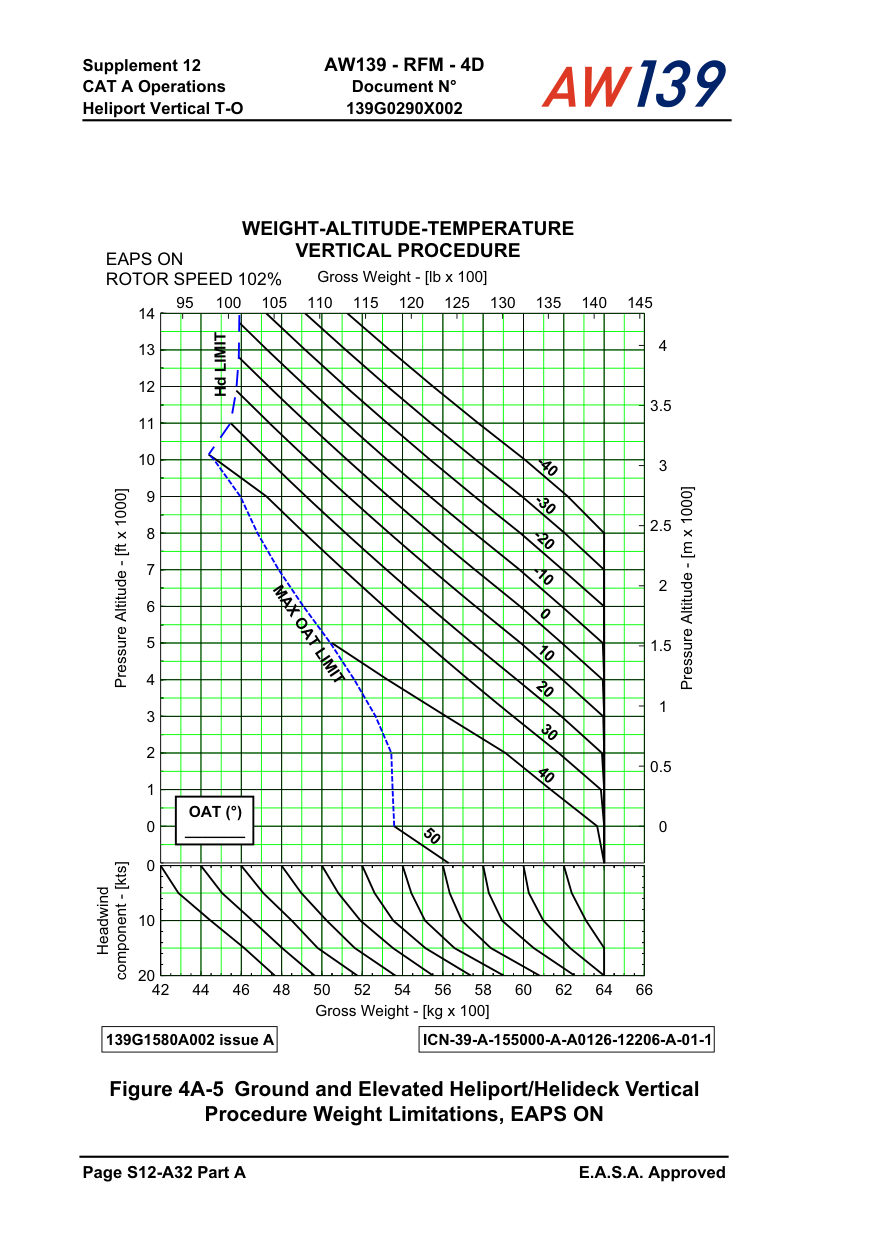 Supplement 12
CAT A Operations
Heliport Vertical T-O
AW139 - RFM - 4D
Document N°
139G0290X002
AW139
WEIGHT-ALTITUDE-TEMPERATURE
VERTICAL PROCEDURE
EAPS ON
ROTOR SPEED 102%
Gross Weight - [lb x 100]
95 100 105 110 115 120 125 130 135 140 145
14
13
12
11
10
9
8
7
6
5
4
3
2
1
0
Pressure Altitude - [ft x 1000]
Hd LIMIT
MAX OAT LIMIT
-40
-30
-20
-10
0
10
20
30
40
50
OAT (°)
4
3.5
3
2.5
2
1.5
1
0.5
0
Pressure Altitude - [m x 1000]
0
10
20
Headwind
component - [kts]
42 44 46 48 50 52 54 56 58 60 62 64 66
Gross Weight - [kg x 100]
139G1580A002 issue A
ICN-39-A-155000-A-A0126-12206-A-01-1
Figure 4A-5 Ground and Elevated Heliport/Helideck Vertical
Procedure Weight Limitations, EAPS ON
Page S12-A32 Part A
E.A.S.A. Approved